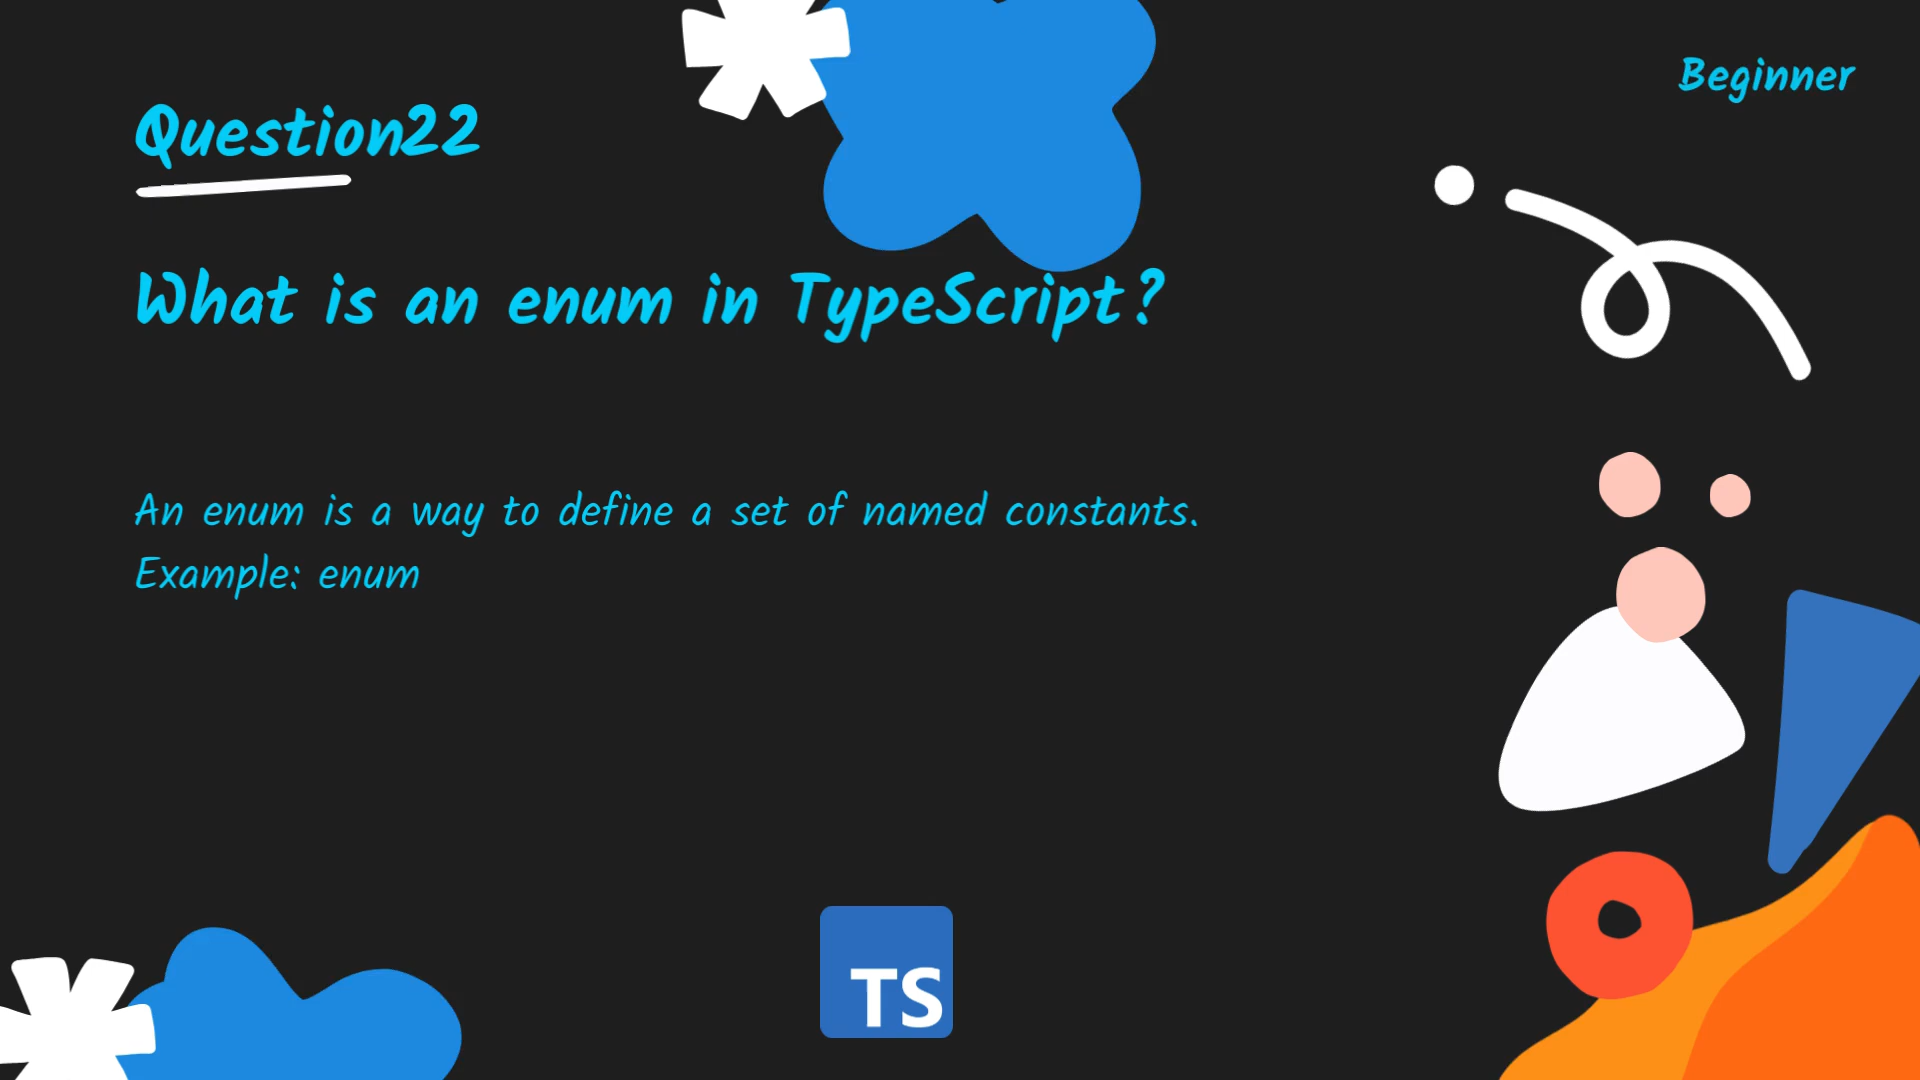 Beginner
Question22
What is an enum in TypeScript?
An enum is a way to define a set of named constants.
Example: enum
TS